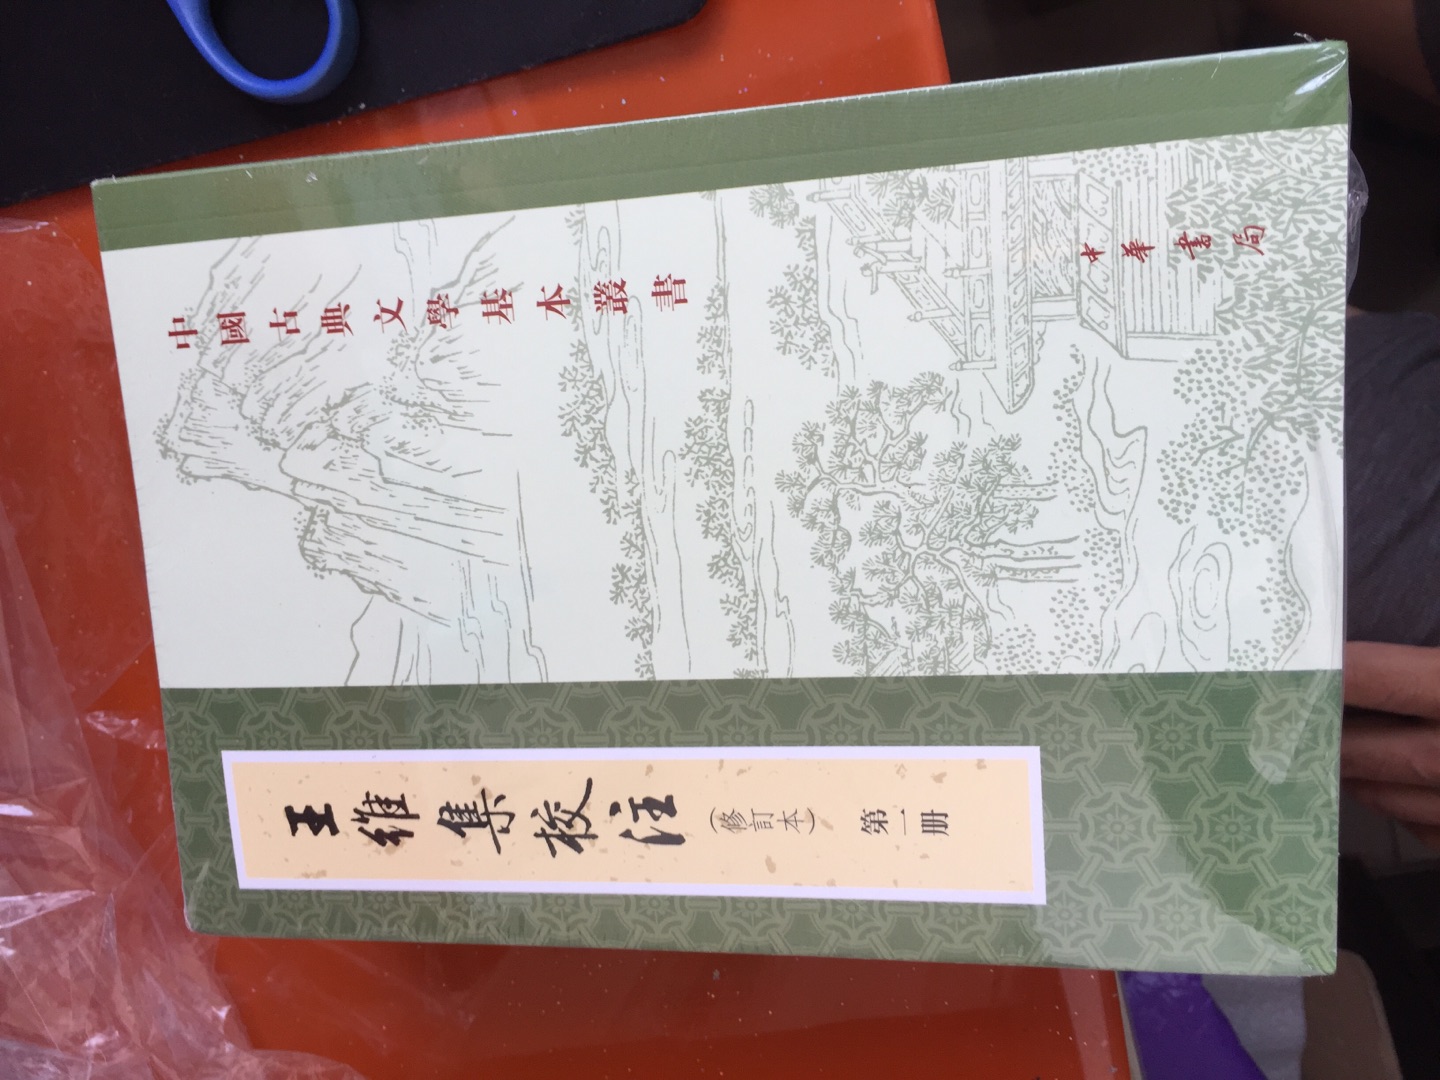 中國古典文學基本叢書
王維集校注
（修訂本）
第一册
中華書局